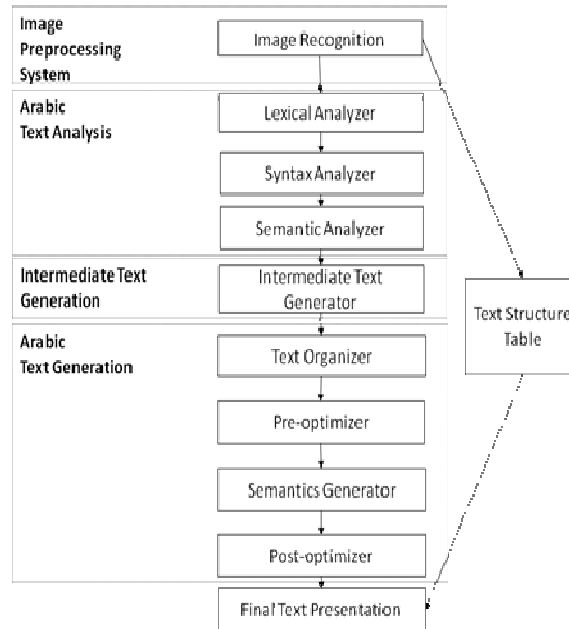 Image
Preprocessing
System
Image Recognition
Arabic
Text Analysis
Lexical Analyzer
Syntax Analyzer
Semantic Analyzer
Intermediate Text
Generation
Intermediate Text
Generator
Text Structure
Table
Arabic
Text Generation
Text Organizer
Pre-optimizer
Semantics Generator
Post-optimizer
Final Text Presentation